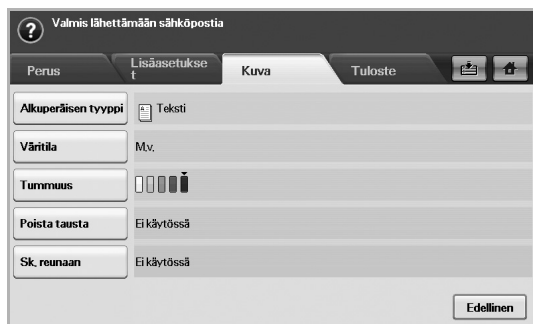 Valmis lähettämään sähköpostia
Perus
Lisäasetukse
t
Kuva
Tuloste
Alkuperäisen tyyppi
Teksti
Väritila
M.v.
Tummuus
Poista tausta
Ei käytössä
Sk. reunaan
Ei käytössä
Edellinen